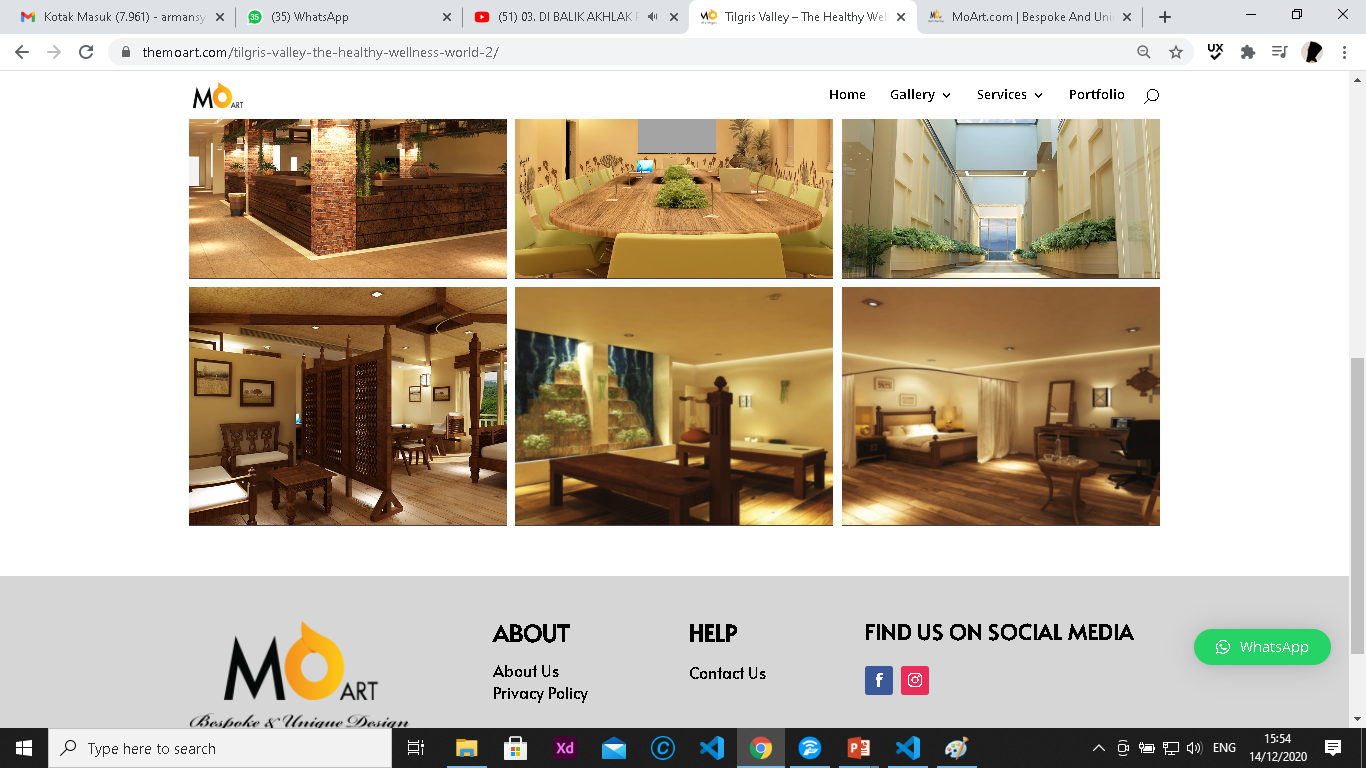 Kotak Masuk (7.961) - armansy
(35) WhatsApp
(51) 03. DI BALIK AKHLAK
Tilgris Valley – The Healthy Wel
MoArt.com | Bespoke And Uni
themoart.com/tilgris-valley-the-healthy-wellness-world-2/
UX
MO ART
Home
Gallery
Services
Portfolio
MO ART
Bespoke & Unique Design
ABOUT
About Us
Privacy Policy
HELP
Contact Us
FIND US ON SOCIAL MEDIA
WhatsApp
Type here to search
Xd
ENG
15:54
14/12/2020